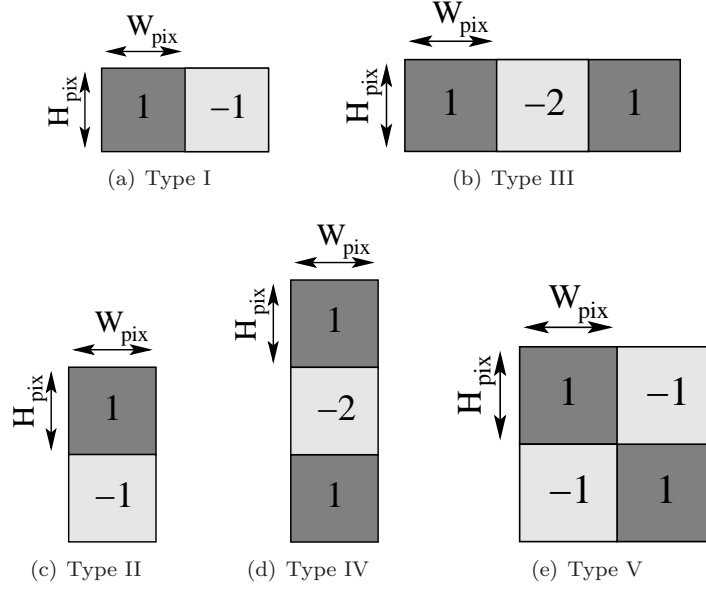 W_pix
H_pix
1 −1
(a) Type I
W_pix
H_pix
1 −2 1
(b) Type III
W_pix
H_pix
1
−1
(c) Type II
W_pix
H_pix
1
−2
1
(d) Type IV
W_pix
H_pix
1 −1
−1 1
(e) Type V